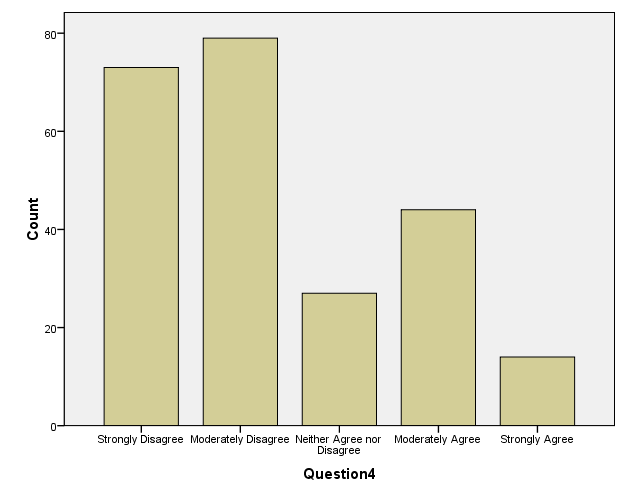 80
60
40
20
0
Count
Strongly Disagree
Moderately Disagree
Neither Agree nor
Disagree
Moderately Agree
Strongly Agree
Question4